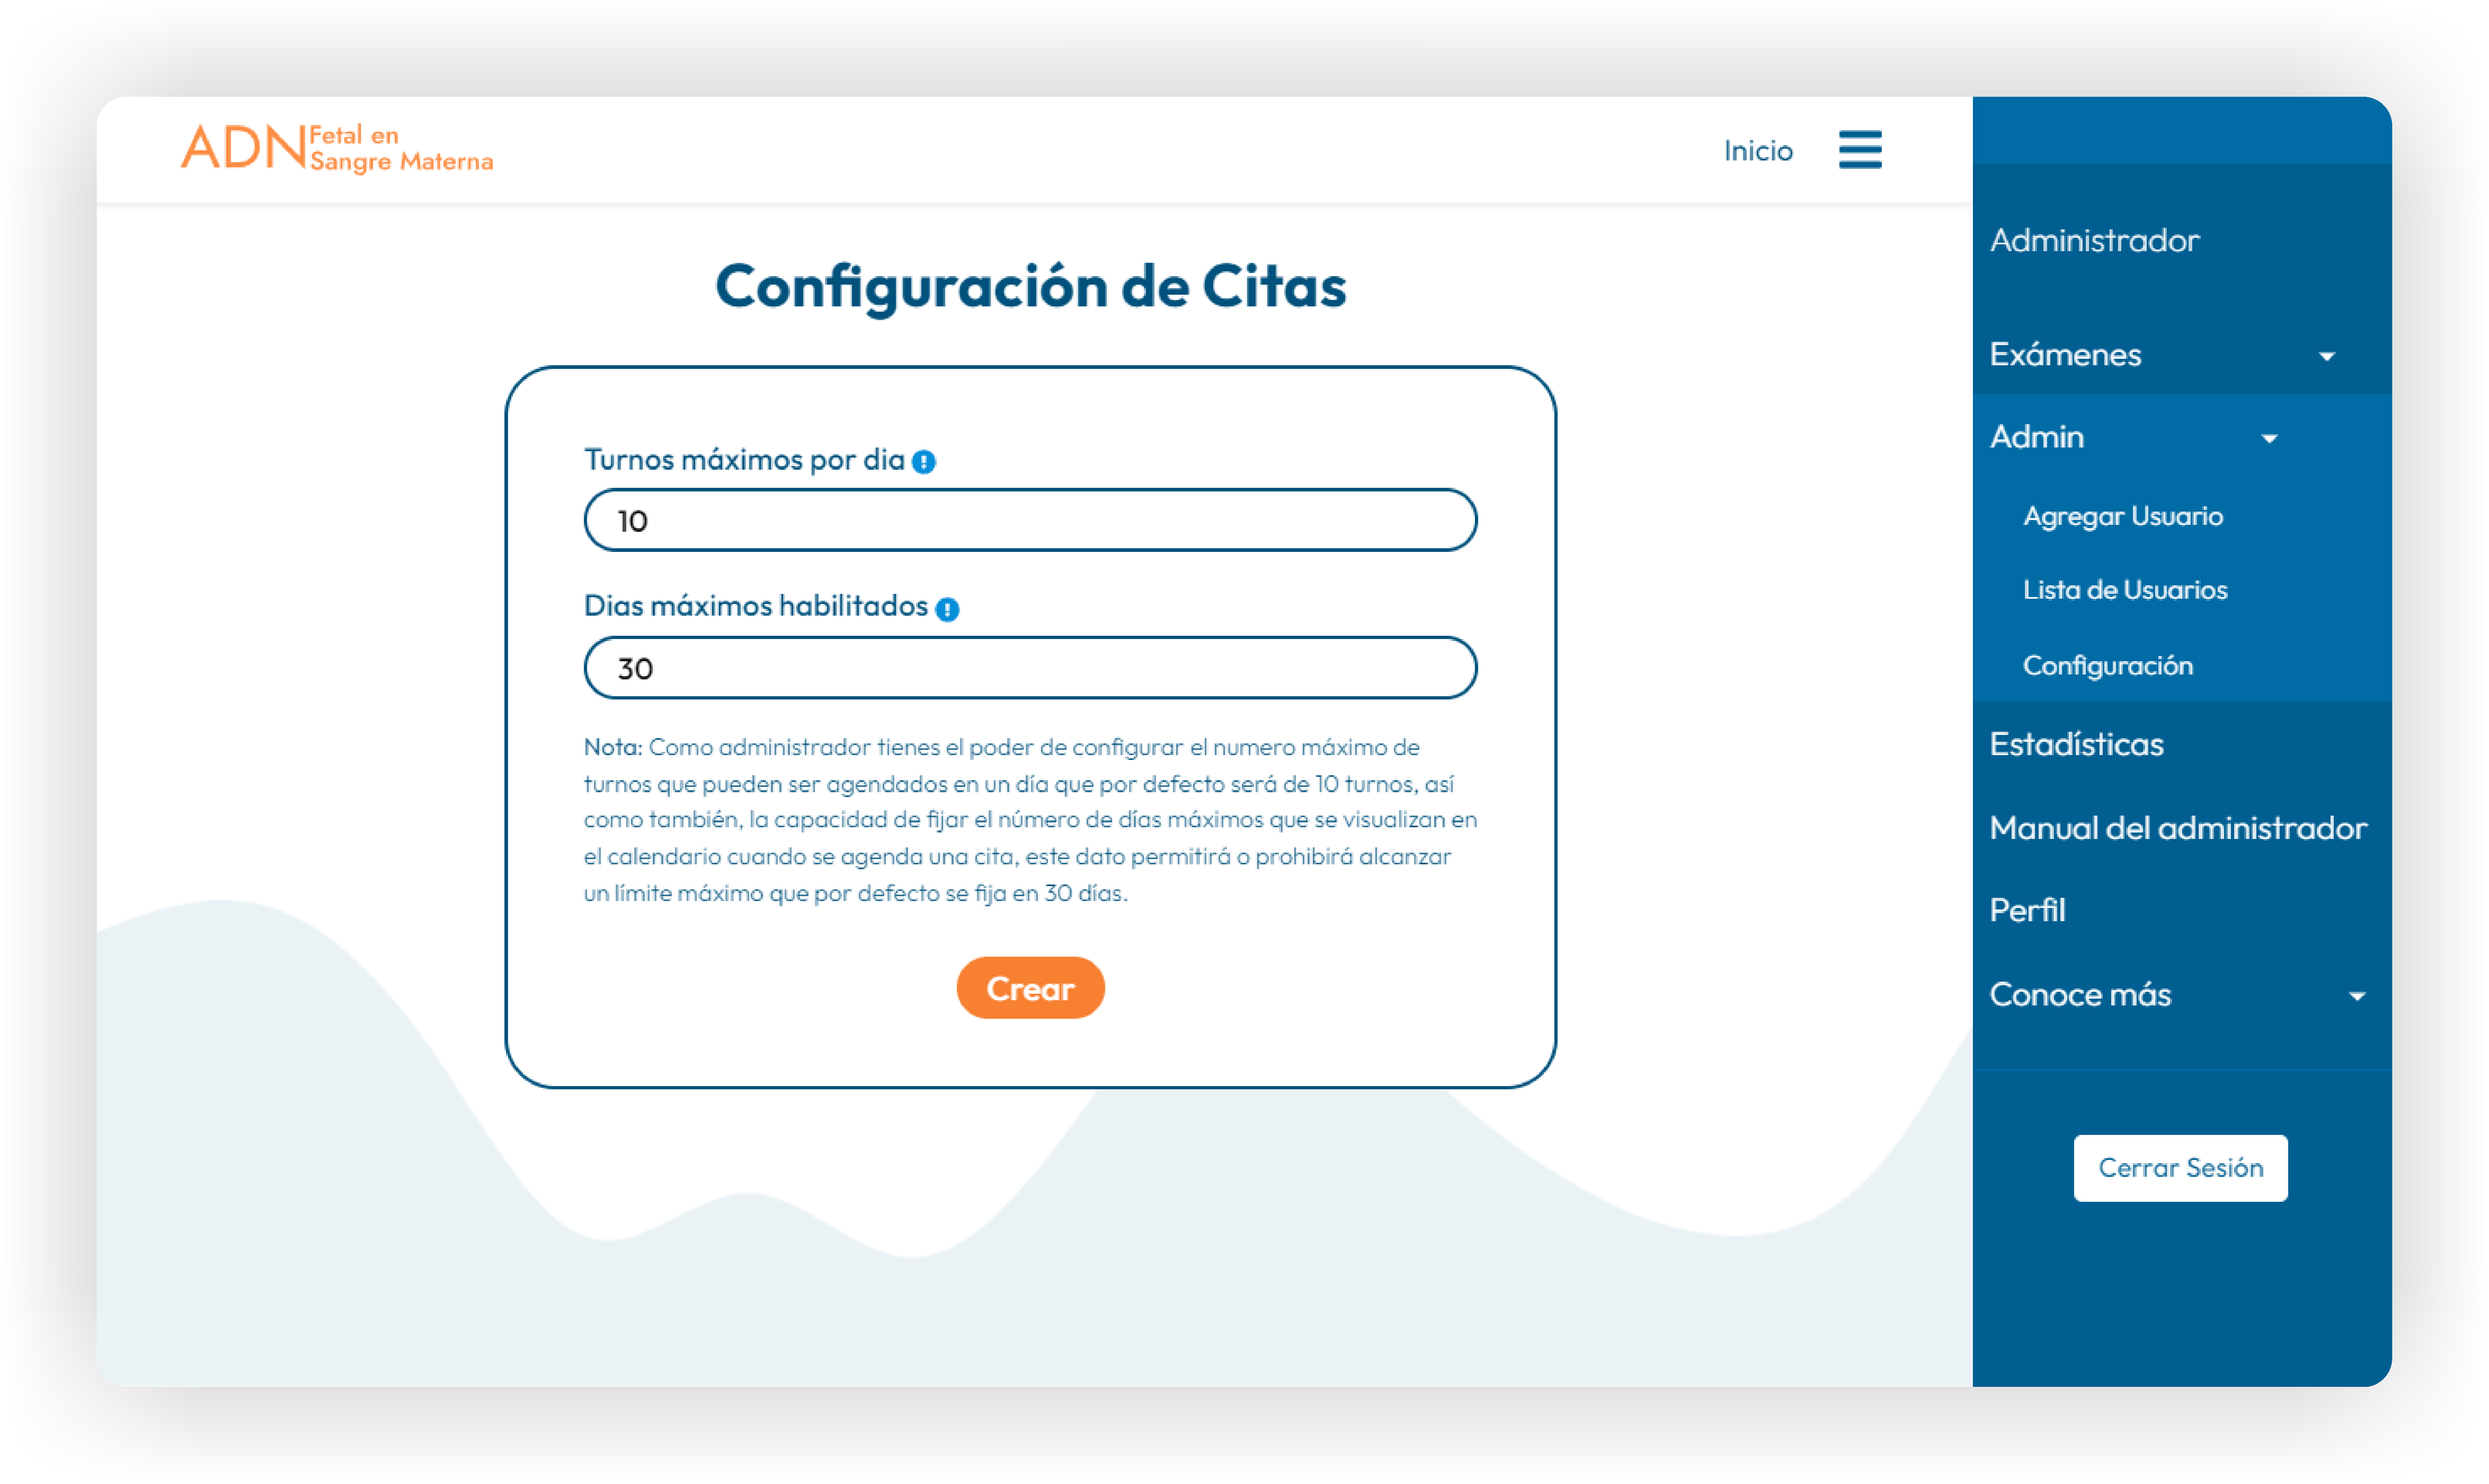 ADN Fetal en
Sangre Materna
Inicio
Configuración de Citas
Turnos máximos por dia
10
Dias máximos habilitados
30
Nota: Como administrador tienes el poder de configurar el numero máximo de
turnos que pueden ser agendados en un día que por defecto será de 10 turnos, así
como también, la capacidad de fijar el número de días máximos que se visualizan en
el calendario cuando se agenda una cita, este dato permitirá o prohibirá alcanzar
un límite máximo que por defecto se fija en 30 días.
Crear
Administrador
Exámenes
Admin
Agregar Usuario
Lista de Usuarios
Configuración
Estadísticas
Manual del administrador
Perfil
Conoce más
Cerrar Sesión